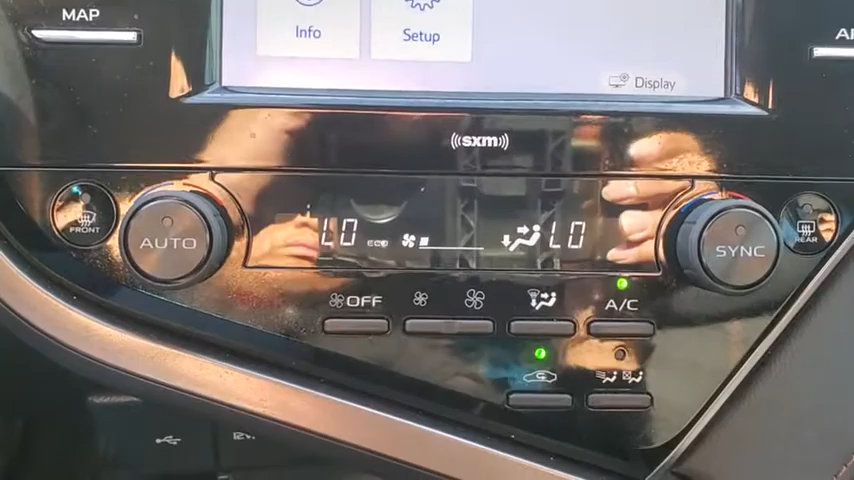 MAP
Info
Setup
Display
sxm
FRONT
AUTO
LO
ECO
LO
SYNC
REAR
OFF
A/C